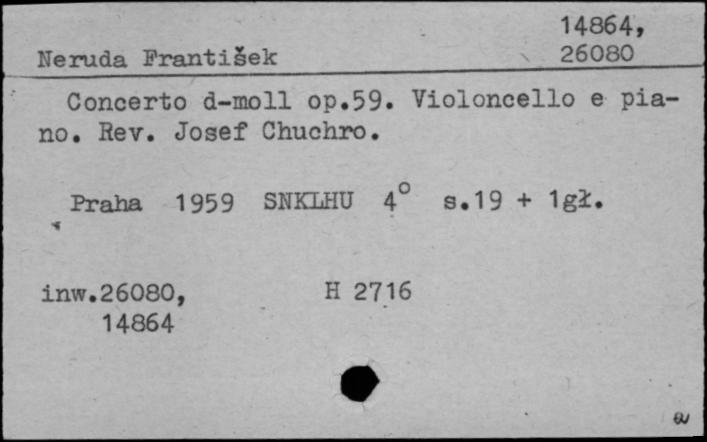 14864,
Neruda František 26080
Concerto d-moll op.59. Violoncello e pia-
no. Rev. Josef Chuchro.
Praha 1959 SNKLHU 4° s.19 + 1gł.
inw.26080, H 2716
14864